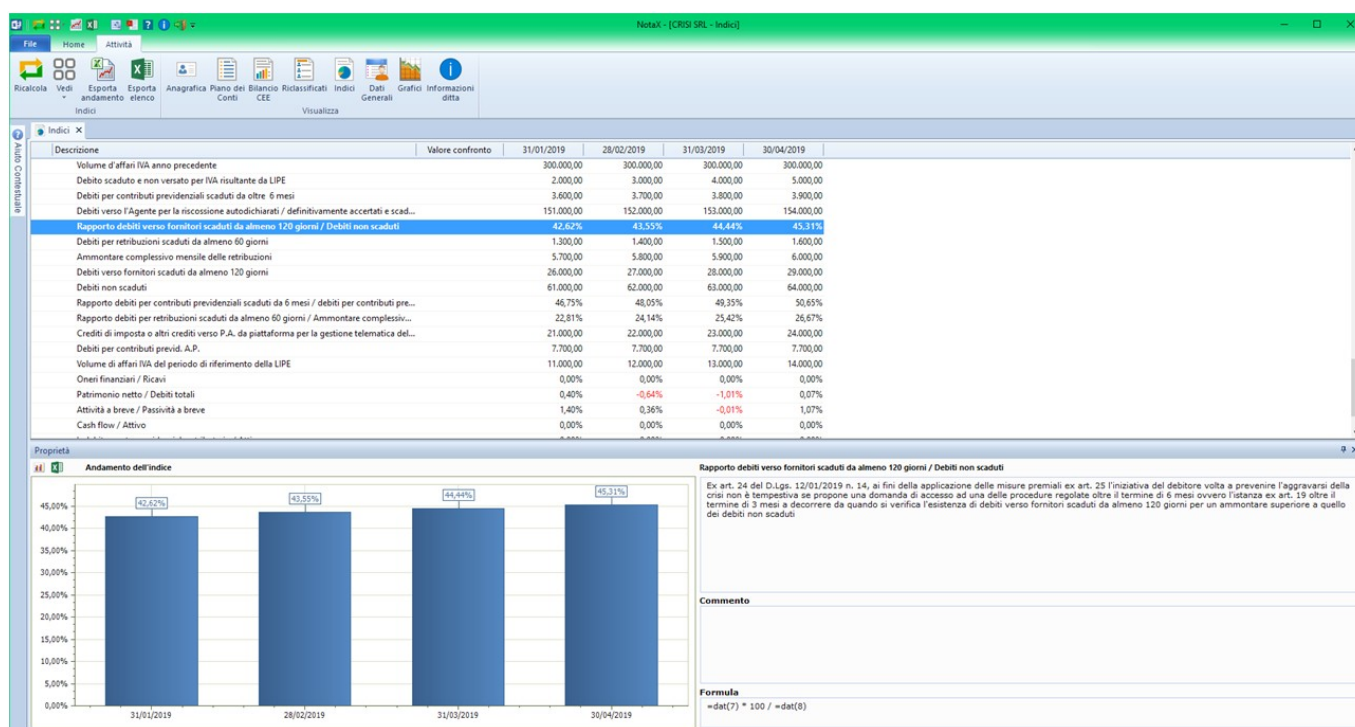 NotaX - [CRISI SRL - Indici]
File Home Attività
Ricalcola Vedi Esporta andamento Esporta elenco Anagrafica Piano dei Conti Bilancio CEE Riclassificati Indici Dati Generali Grafici Informazioni ditta
Indici Visualizza
Aiuto Contestuale
Indici X
Descrizione Valore confronto 31/01/2019 28/02/2019 31/03/2019 30/04/2019
Volume d'affari IVA anno precedente 300.000,00 300.000,00 300.000,00 300.000,00
Debito scaduto e non versato per IVA risultante da LIPE 2.000,00 3.000,00 4.000,00 5.000,00
Debiti per contributi previdenziali scaduti da oltre 6 mesi 3.600,00 3.700,00 3.800,00 3.900,00
Debiti verso l'Agente per la riscossione autodichiarati / definitivamente accertati e scad... 151.000,00 152.000,00 153.000,00 154.000,00
Rapporto debiti verso fornitori scaduti da almeno 120 giorni / Debiti non scaduti 42,62% 43,55% 44,44% 45,31%
Debiti per retribuzioni scaduti da almeno 60 giorni 1.300,00 1.400,00 1.500,00 1.600,00
Ammontare complessivo mensile delle retribuzioni 5.700,00 5.800,00 5.900,00 6.000,00
Debiti verso fornitori scaduti da almeno 120 giorni 26.000,00 27.000,00 28.000,00 29.000,00
Debiti non scaduti 61.000,00 62.000,00 63.000,00 64.000,00
Rapporto debiti per contributi previdenziali scaduti da 6 mesi / debiti per contributi pre... 46,75% 48,05% 49,35% 50,65%
Rapporto debiti per retribuzioni scaduti da almeno 60 giorni / Ammontare complessiv... 22,81% 24,14% 25,42% 26,67%
Crediti di imposta o altri crediti verso P.A. da piattaforma per la gestione telematica del... 21.000,00 22.000,00 23.000,00 24.000,00
Debiti per contributi previd. A.P. 7.700,00 7.700,00 7.700,00 7.700,00
Volume di affari IVA del periodo di riferimento della LIPE 11.000,00 12.000,00 13.000,00 14.000,00
Oneri finanziari / Ricavi 0,00% 0,00% 0,00% 0,00%
Patrimonio netto / Debiti totali 0,40% -0,64% -1,01% 0,07%
Attività a breve / Passività a breve 1,40% 0,36% -0,01% 1,07%
Cash flow / Attivo 0,00% 0,00% 0,00% 0,00%
Proprietà
Andamento dell'indice
42,62% 43,55% 44,44% 45,31%
45,00%
40,00%
35,00%
30,00%
25,00%
20,00%
15,00%
10,00%
5,00%
0,00%
31/01/2019 28/02/2019 31/03/2019 30/04/2019
Rapporto debiti verso fornitori scaduti da almeno 120 giorni / Debiti non scaduti
Ex art. 24 del D.Lgs. 12/01/2019 n. 14, ai fini della applicazione delle misure premiali ex art. 25 l'iniziativa del debitore volta a prevenire l'aggravarsi della
crisi non è tempestiva se propone una domanda di accesso ad una delle procedure regolate oltre il termine di 6 mesi ovvero l'istanza ex art. 19 oltre il
termine di 3 mesi a decorrere da quando si verifica l'esistenza di debiti verso fornitori scaduti da almeno 120 giorni per un ammontare superiore a quello
dei debiti non scaduti
Commento
Formula
=dat(7) * 100 / =dat(8)